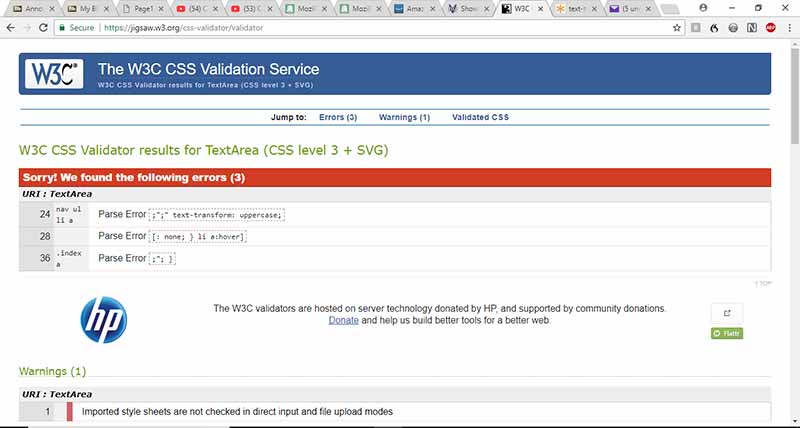 Anno
My Bl
Page1
(54) C
(53) C
Mozil
Mozil
Amaz
Show
W3C
text-t
(5 un
Secure https://jigsaw.w3.org/css-validator/validator
N
ABP
W3C®
The W3C CSS Validation Service
W3C CSS Validator results for TextArea (CSS level 3 + SVG)
Jump to: Errors (3) Warnings (1) Validated CSS
W3C CSS Validator results for TextArea (CSS level 3 + SVG)
Sorry! We found the following errors (3)
URI : TextArea
24 nav ul Parse Error ;";" text-transform: uppercase;
li a
28 Parse Error [: none; } li a:hover]
36 .index Parse Error ;"; }
a
↑ TOP
hp
The W3C validators are hosted on server technology donated by HP, and supported by community donations.
Donate and help us build better tools for a better web.
Flattr
Warnings (1)
URI : TextArea
1 Imported style sheets are not checked in direct input and file upload modes